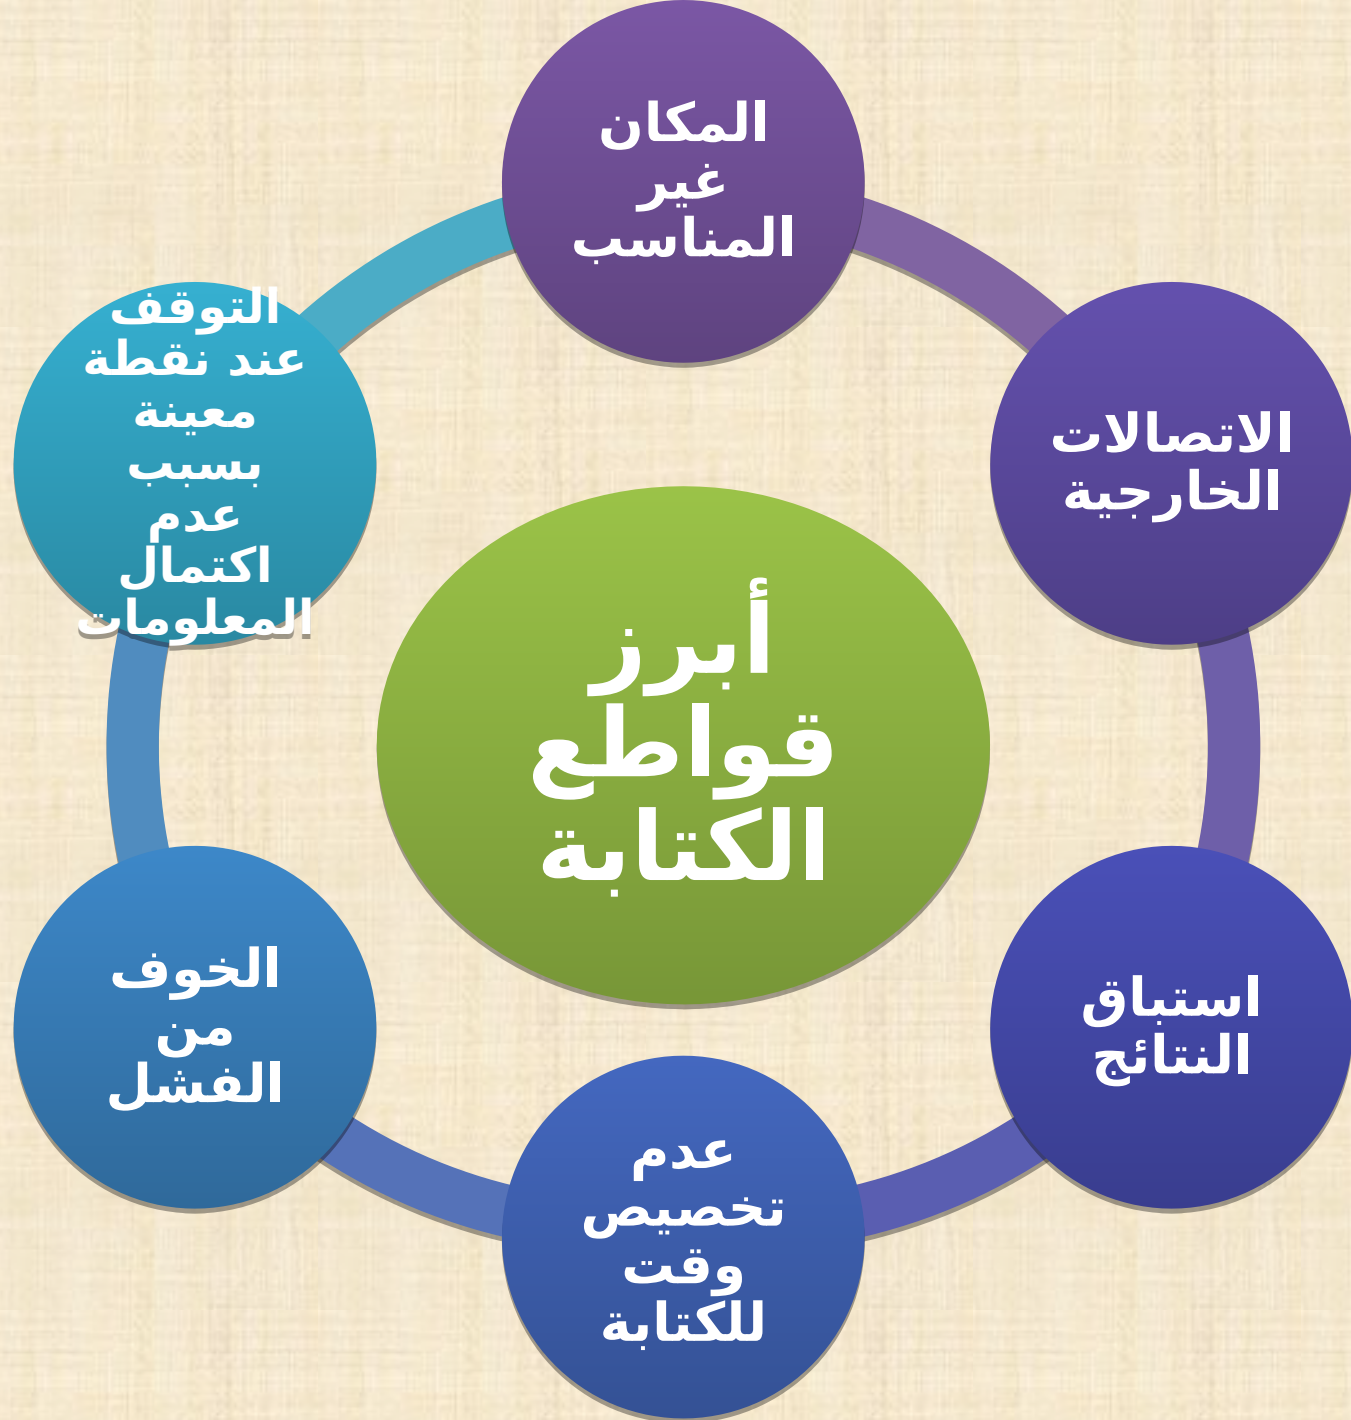 المكان
غير
المناسب
الاتصالات
الخارجية
استباق
النتائج
عدم
تخصيص
وقت
للكتابة
الخوف
من
الفشل
التوقف
عند نقطة
معينة
بسبب
عدم
اكتمال
المعلومات
أبرز
قواطع
الكتابة